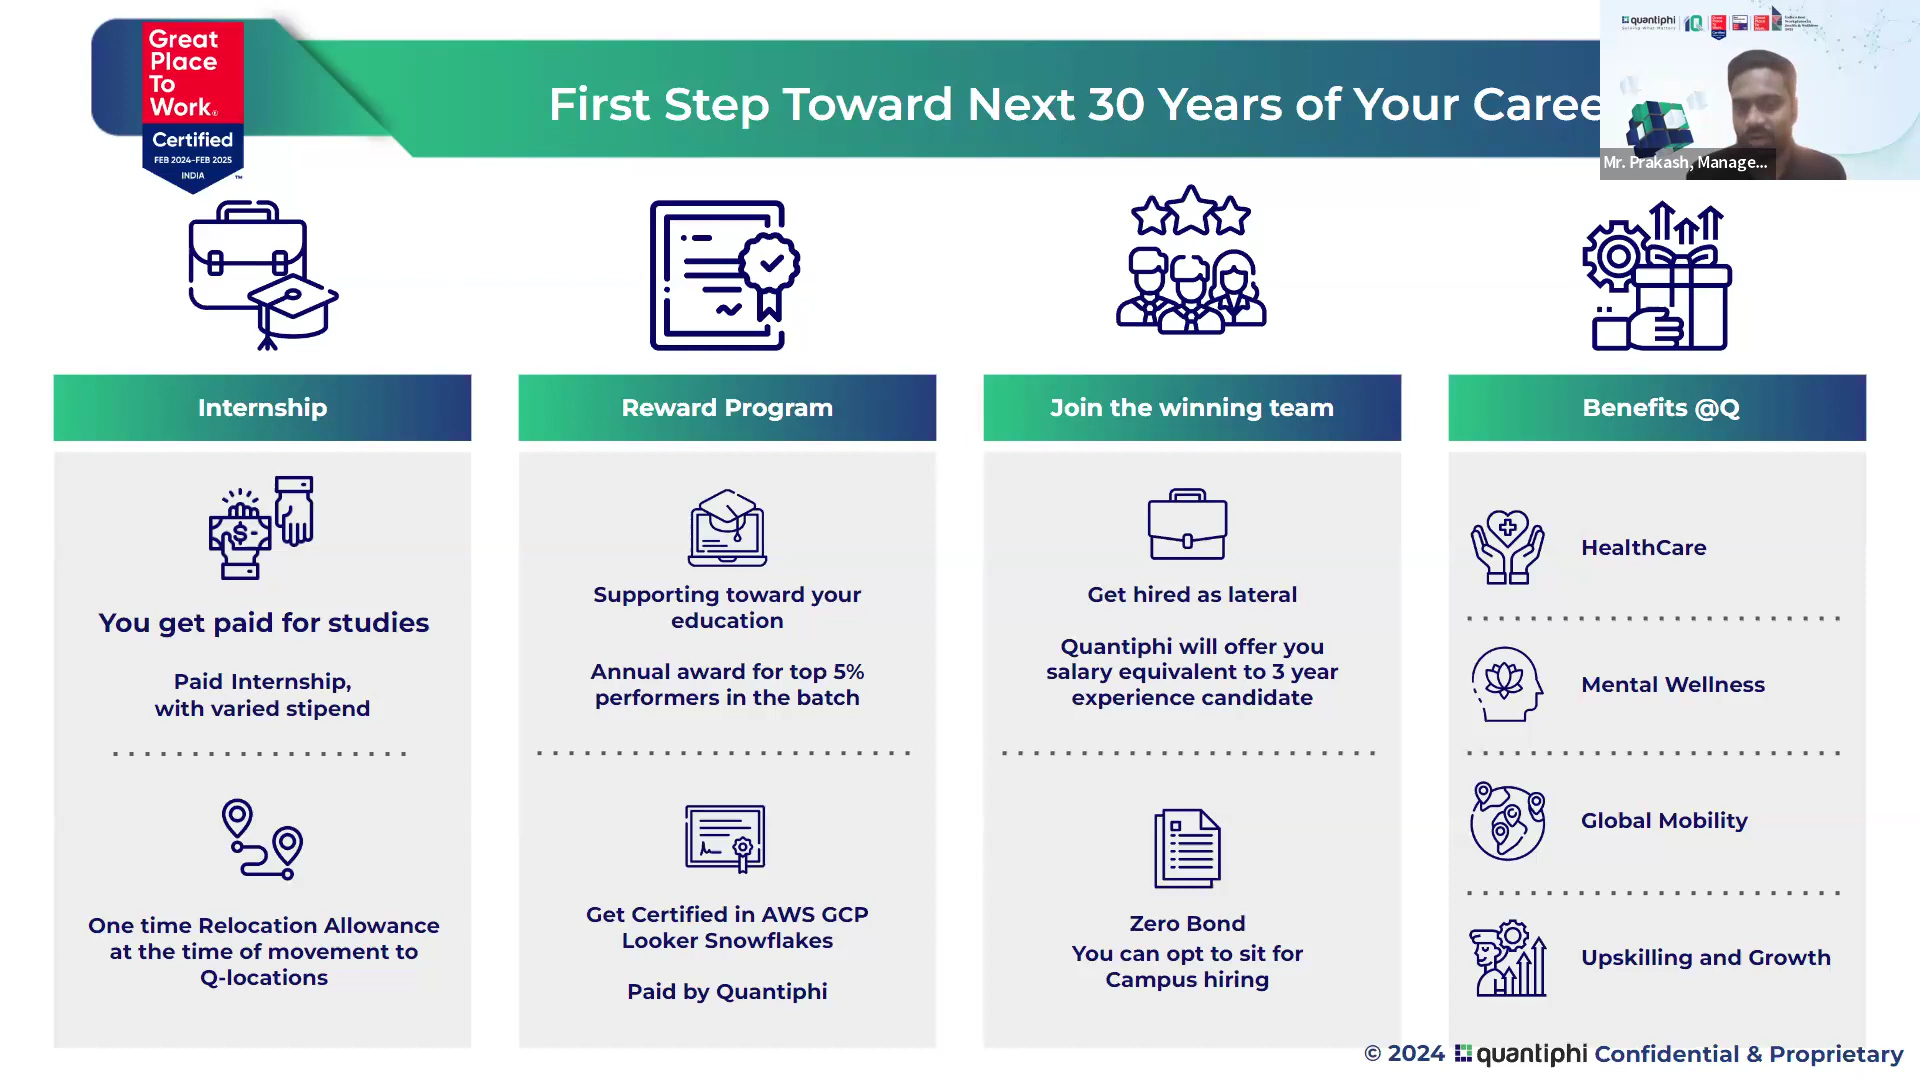 Great
Place
To
Work®
Certified
FEB 2024–FEB 2025
INDIA
™
First Step Toward Next 30 Years of Your Caree
quantiphi
Mr. Prakash, Manage...
Internship
You get paid for studies
Paid Internship,
with varied stipend
One time Relocation Allowance
at the time of movement to
Q-locations
Reward Program
Supporting toward your
education
Annual award for top 5%
performers in the batch
Get Certified in AWS GCP
Looker Snowflakes
Paid by Quantiphi
Join the winning team
Get hired as lateral
Quantiphi will offer you
salary equivalent to 3 year
experience candidate
Zero Bond
You can opt to sit for
Campus hiring
Benefits @Q
HealthCare
Mental Wellness
Global Mobility
Upskilling and Growth
© 2024 quantiphi Confidential & Proprietary